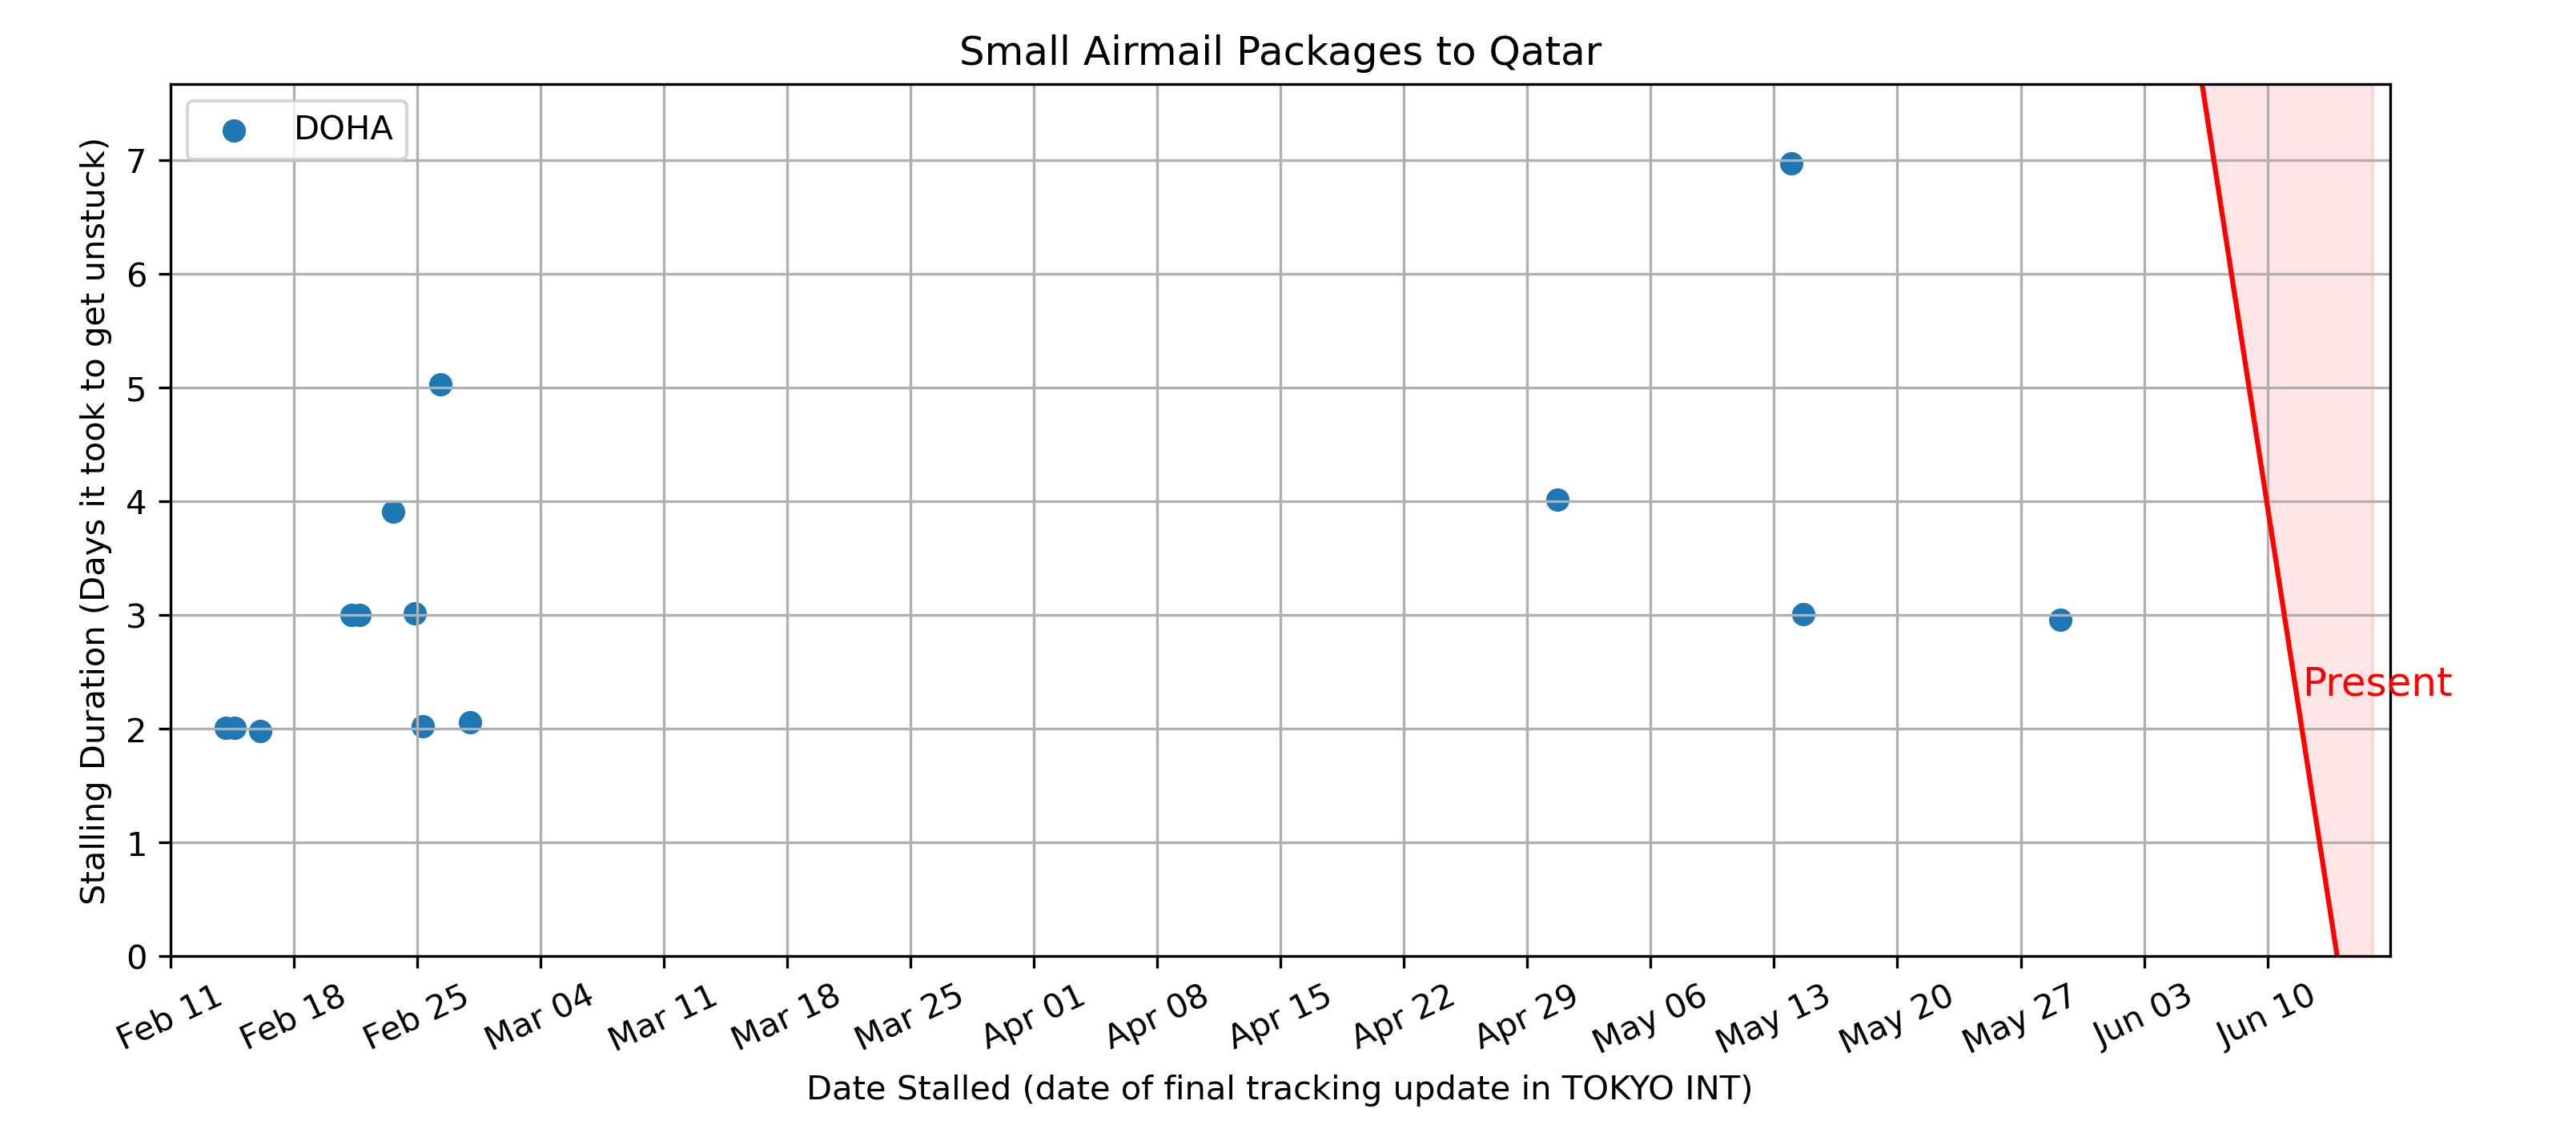 Small Airmail Packages to Qatar
DOHA
Stalling Duration (Days it took to get unstuck)
7
6
5
4
3
2
1
0
Present
Feb 11
Feb 18
Feb 25
Mar 04
Mar 11
Mar 18
Mar 25
Apr 01
Apr 08
Apr 15
Apr 22
Apr 29
May 06
May 13
May 20
May 27
Jun 03
Jun 10
Date Stalled (date of final tracking update in TOKYO INT)